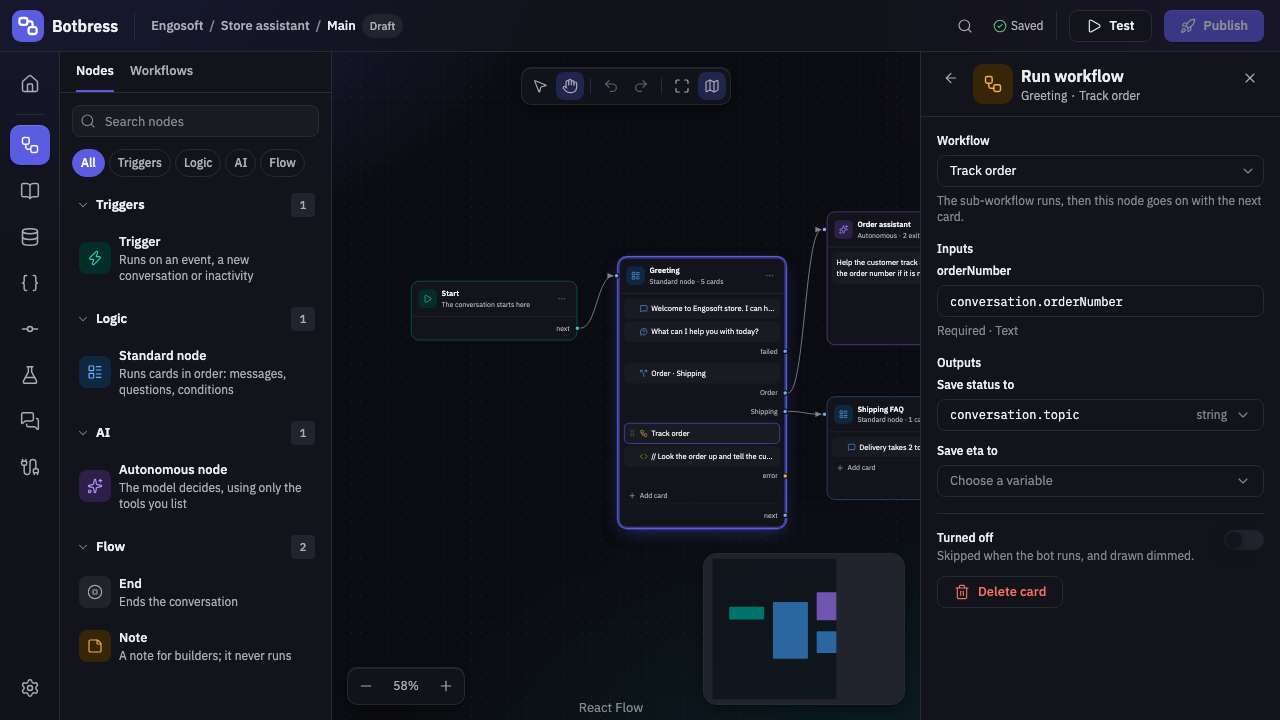 Botbress
Engosoft / Store assistant / Main Draft
Saved
Test
Publish
Nodes
Workflows
Search nodes
All
Triggers
Logic
AI
Flow
Triggers
1
Trigger
Runs on an event, a new
conversation or inactivity
Logic
1
Standard node
Runs cards in order: messages,
questions, conditions
AI
1
Autonomous node
The model decides, using only the
tools you list
Flow
2
End
Ends the conversation
Note
A note for builders; it never runs
Start
The conversation starts here
next
Greeting
Standard node · 5 cards
Welcome to Engosoft store. I can h...
What can I help you with today?
failed
Order · Shipping
Order
Shipping
Track order
// Look the order up and tell the cu...
error
Add card
next
Order assistant
Autonomous · 2 exit
Help the customer track
the order number if it is
Shipping FAQ
Standard node · 1
Delivery takes 2
Add card
58%
React Flow
Run workflow
Greeting · Track order
Workflow
Track order
The sub-workflow runs, then this node goes on with the next
card.
Inputs
orderNumber
conversation.orderNumber
Required · Text
Outputs
Save status to
conversation.topic
string
Save eta to
Choose a variable
Turned off
Skipped when the bot runs, and drawn dimmed.
Delete card